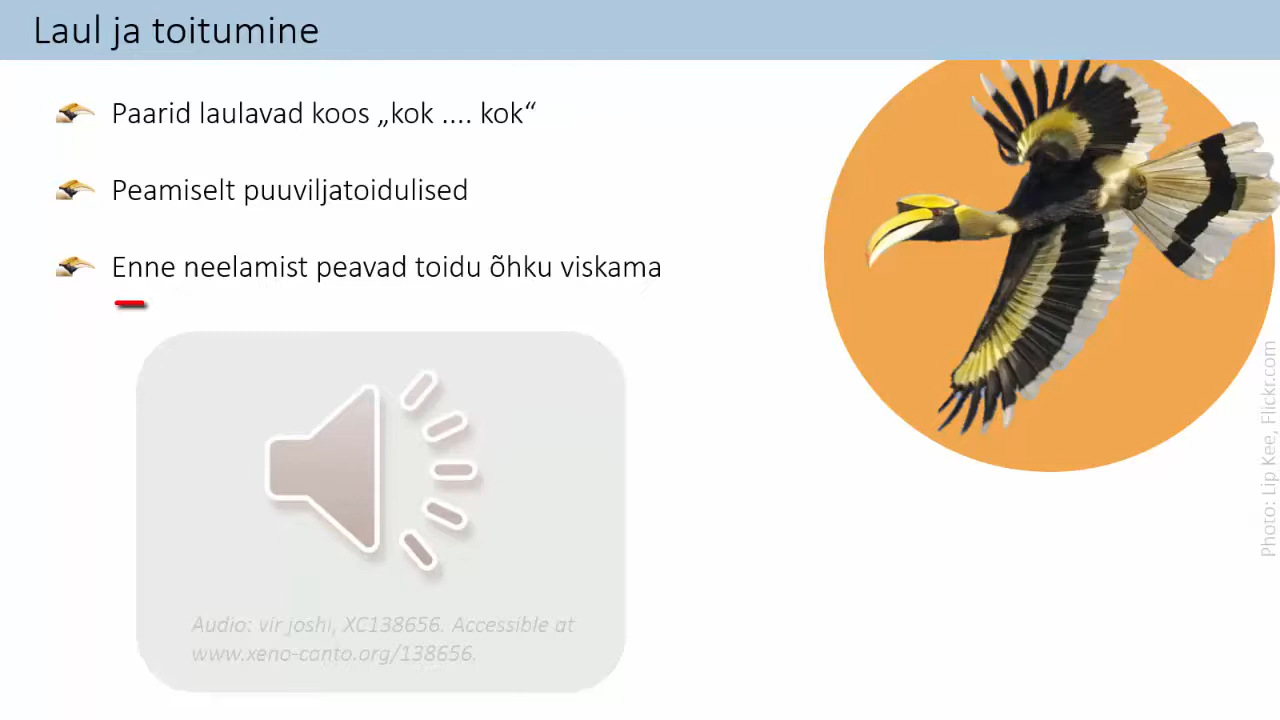 Laul ja toitumine
Paarid laulavad koos „kok .... kok“
Peamiselt puuviljatoidulised
Enne neelamist peavad toidu õhku viskama
Audio: vir joshi, XC138656. Accessible at
www.xeno-canto.org/138656.
Photo: Lip Kee, Flickr.com